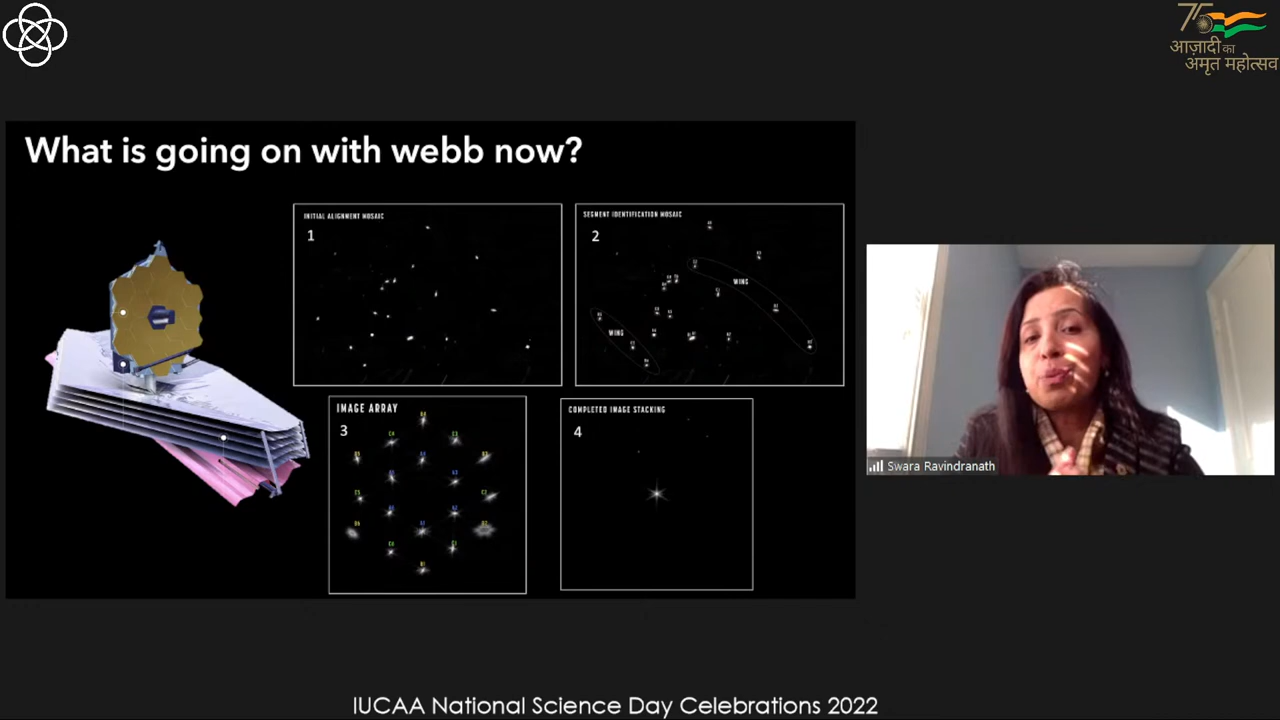 75
आज़ादी का
अमृत महोत्सव
What is going on with webb now?
INITIAL ALIGNMENT MOSAIC
1
SEGMENT IDENTIFICATION MOSAIC
2
WING
WING
IMAGE ARRAY
3
COMPLETED IMAGE STACKING
4
Swara Ravindranath
IUCAA National Science Day Celebrations 2022